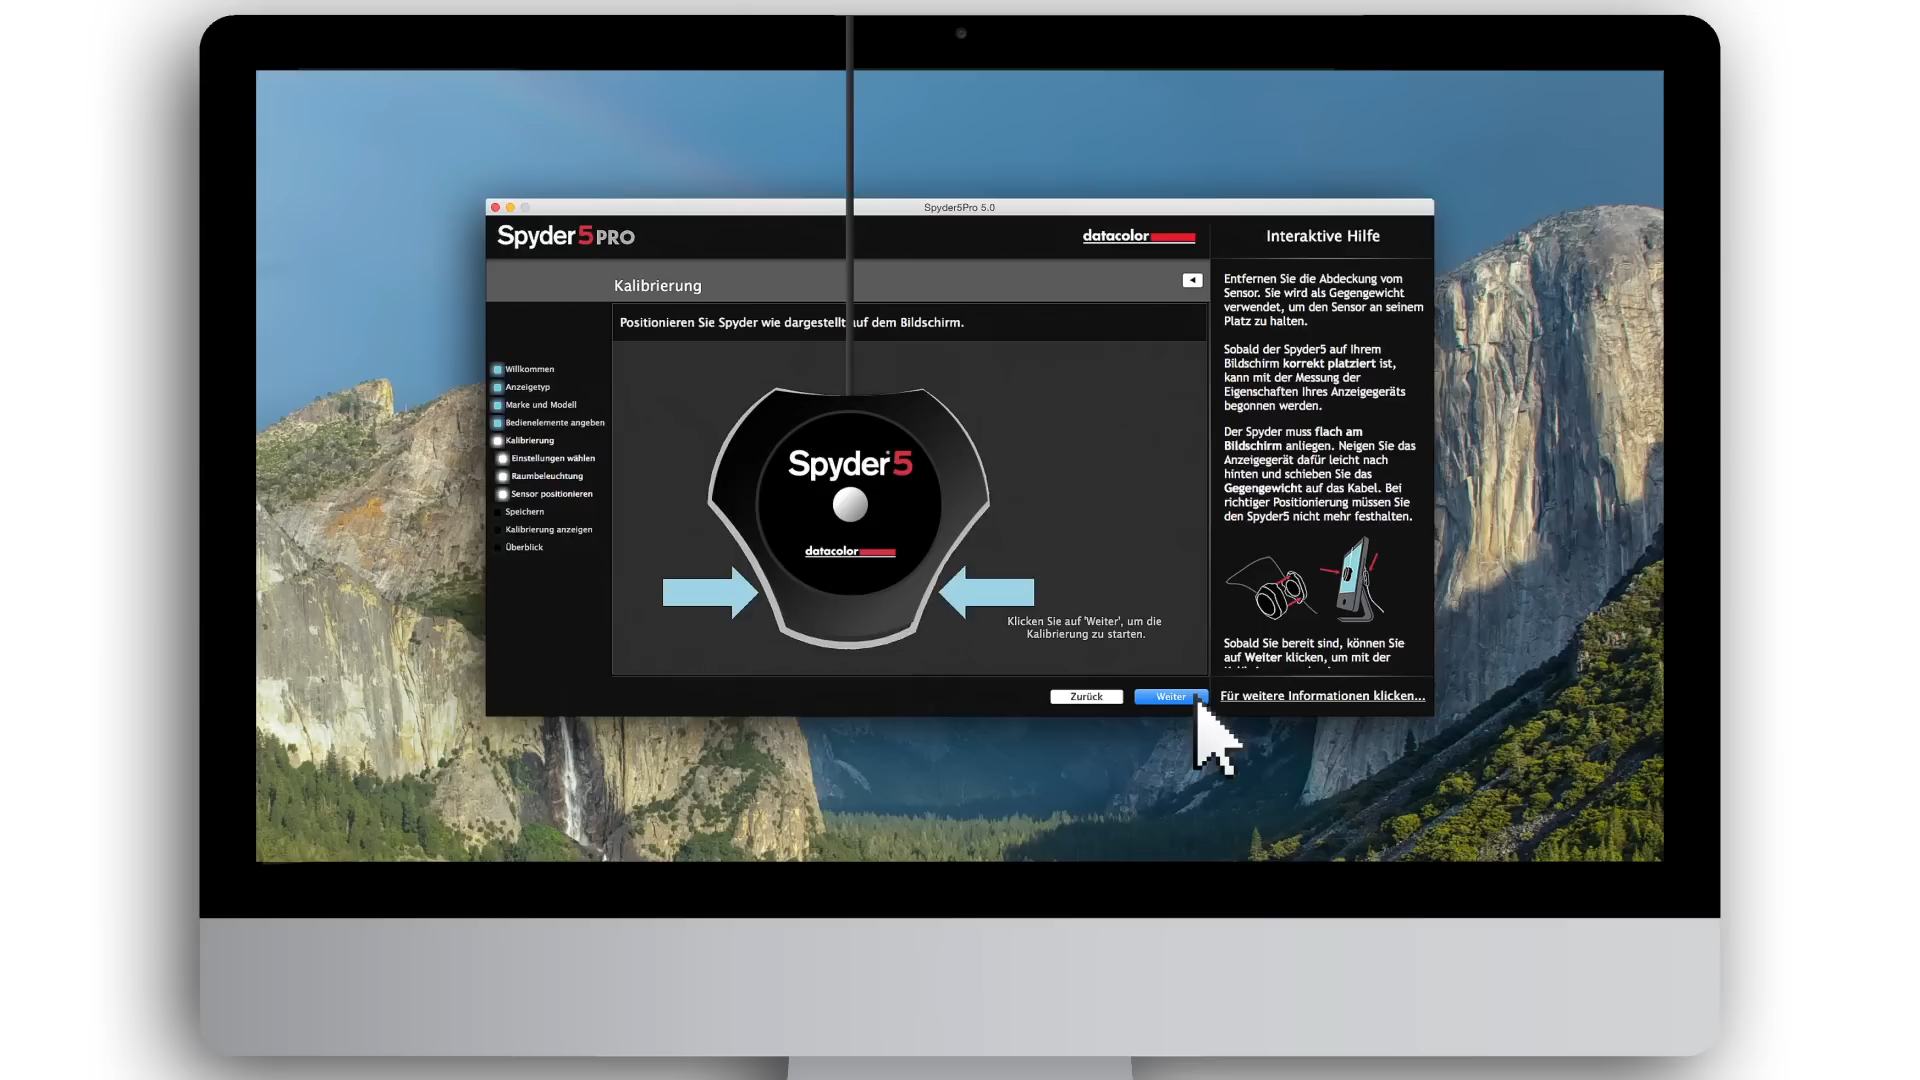 Spyder5Pro 5.0
Spyder5PRO
datacolor
Interaktive Hilfe
Kalibrierung
Positionieren Sie Spyder wie dargestellt auf dem Bildschirm.
Willkommen
Anzeigetyp
Marke und Modell
Bedienelemente angeben
Kalibrierung
Einstellungen wählen
Raumbeleuchtung
Sensor positionieren
Speichern
Kalibrierung anzeigen
Überblick
Spyder5
datacolor
Klicken Sie auf 'Weiter', um die
Kalibrierung zu starten.
Zurück
Weiter
Entfernen Sie die Abdeckung vom
Sensor. Sie wird als Gegengewicht
verwendet, um den Sensor an seinem
Platz zu halten.
Sobald der Spyder5 auf Ihrem
Bildschirm korrekt platziert ist,
kann mit der Messung der
Eigenschaften Ihres Anzeigegeräts
begonnen werden.
Der Spyder muss flach am
Bildschirm anliegen. Neigen Sie das
Anzeigegerät dafür leicht nach
hinten und schieben Sie das
Gegengewicht auf das Kabel. Bei
richtiger Positionierung müssen Sie
den Spyder5 nicht mehr festhalten.
Sobald Sie bereit sind, können Sie
auf Weiter klicken, um mit der
Für weitere Informationen klicken...